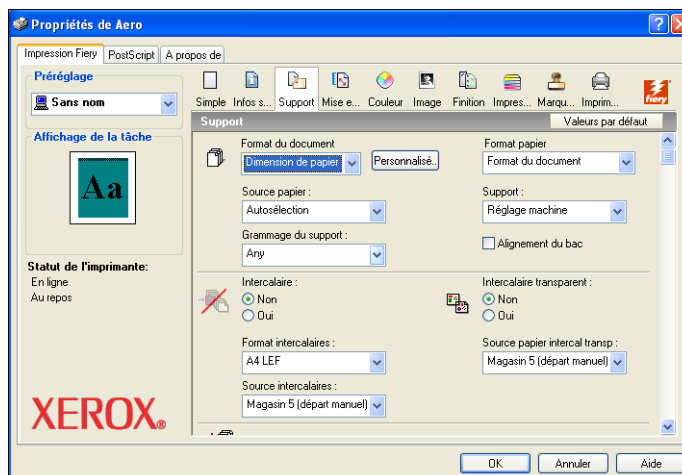 Propriétés de Aero
Impression Fiery PostScript A propos de
Préréglage
Sans nom
Affichage de la tâche
Aa
Statut de l'imprimante:
En ligne
Au repos
XEROX®
Simple Infos s... Support Mise e... Couleur Image Finition Impres... Marqu... Imprim... fiery
Support Valeurs par défaut
Format du document Format papier
Dimension de papier Personnalisé.. Format du document
Source papier : Support :
Autosélection Réglage machine
Grammage du support :
Any Alignement du bac
Intercalaire : Intercalaire transparent :
Non Non
Oui Oui
Format intercalaires : Source papier intercal transp :
A4 LEF Magasin 5 (départ manuel)
Source intercalaires :
Magasin 5 (départ manuel)
OK Annuler Aide